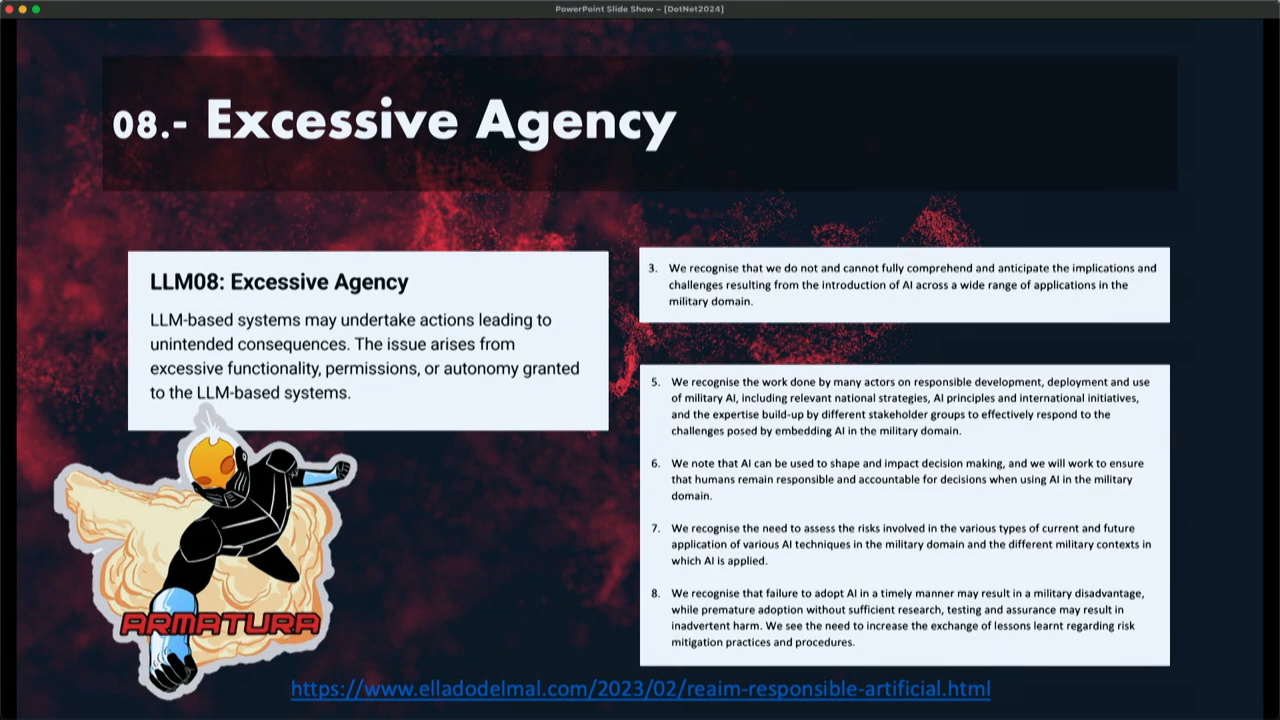 PowerPoint Slide Show – [DotNet2024]
08.- Excessive Agency
LLM08: Excessive Agency
LLM-based systems may undertake actions leading to
unintended consequences. The issue arises from
excessive functionality, permissions, or autonomy granted
to the LLM-based systems.
ARMATURA
3. We recognise that we do not and cannot fully comprehend and anticipate the implications and
challenges resulting from the introduction of AI across a wide range of applications in the
military domain.
5. We recognise the work done by many actors on responsible development, deployment and use
of military AI, including relevant national strategies, AI principles and international initiatives,
and the expertise build-up by different stakeholder groups to effectively respond to the
challenges posed by embedding AI in the military domain.
6. We note that AI can be used to shape and impact decision making, and we will work to ensure
that humans remain responsible and accountable for decisions when using AI in the military
domain.
7. We recognise the need to assess the risks involved in the various types of current and future
application of various AI techniques in the military domain and the different military contexts in
which AI is applied.
8. We recognise that failure to adopt AI in a timely manner may result in a military disadvantage,
while premature adoption without sufficient research, testing and assurance may result in
inadvertent harm. We see the need to increase the exchange of lessons learnt regarding risk
mitigation practices and procedures.
https://www.elladodelmal.com/2023/02/reaim-responsible-artificial.html